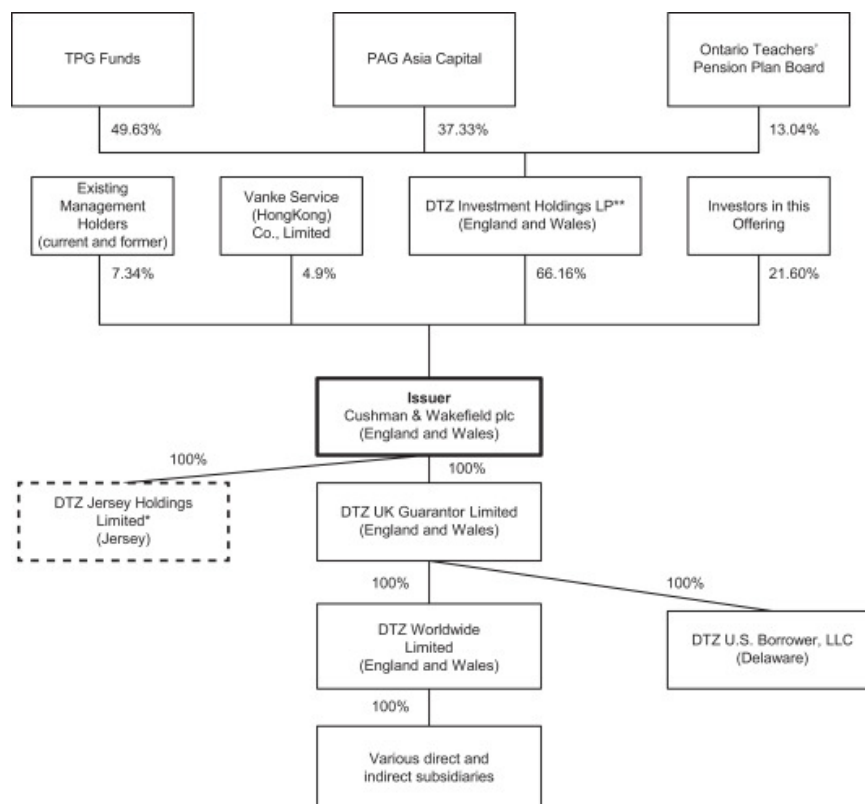 TPG Funds
PAG Asia Capital
Ontario Teachers'
Pension Plan Board
49.63%
37.33%
13.04%
Existing
Management
Holders
(current and former)
Vanke Service
(HongKong)
Co., Limited
DTZ Investment Holdings LP**
(England and Wales)
Investors in this
Offering
7.34%
4.9%
66.16%
21.60%
Issuer
Cushman & Wakefield plc
(England and Wales)
100%
100%
DTZ Jersey Holdings
Limited*
(Jersey)
DTZ UK Guarantor Limited
(England and Wales)
100%
100%
DTZ Worldwide
Limited
(England and Wales)
DTZ U.S. Borrower, LLC
(Delaware)
100%
Various direct and
indirect subsidiaries